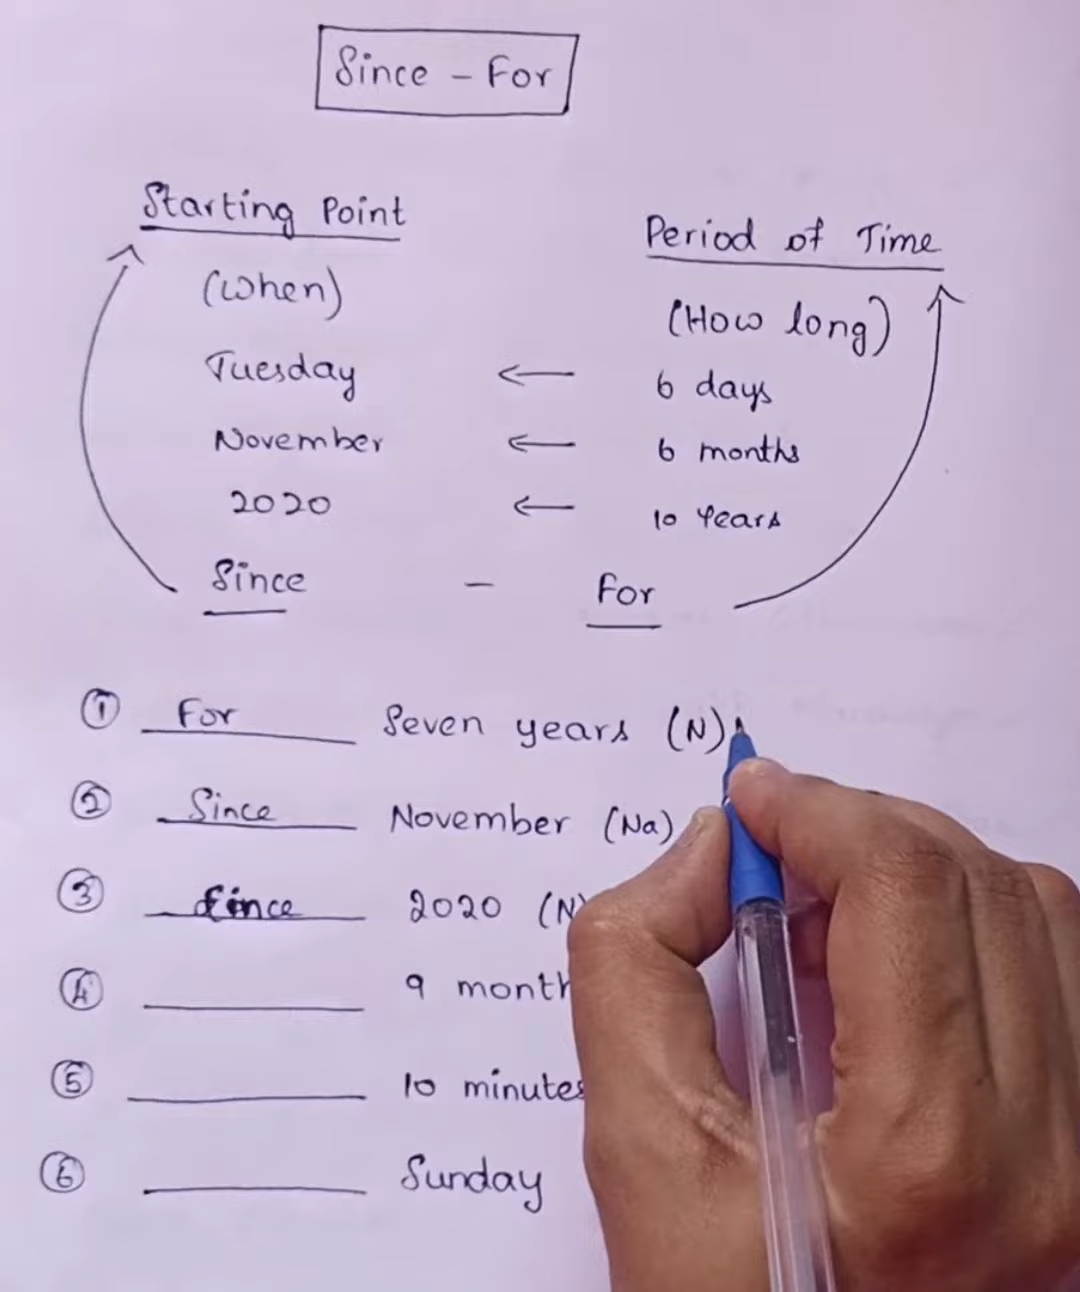 Since - For
Starting Point
Period of Time
(When)
(How long)
Tuesday ← 6 days
November ← 6 months
2020 ← 10 Years
Since - For
① For Seven years (N)
② Since November (Na)
③ Since 2020 (N)
④ 9 month
⑤ 10 minutes
⑥ Sunday